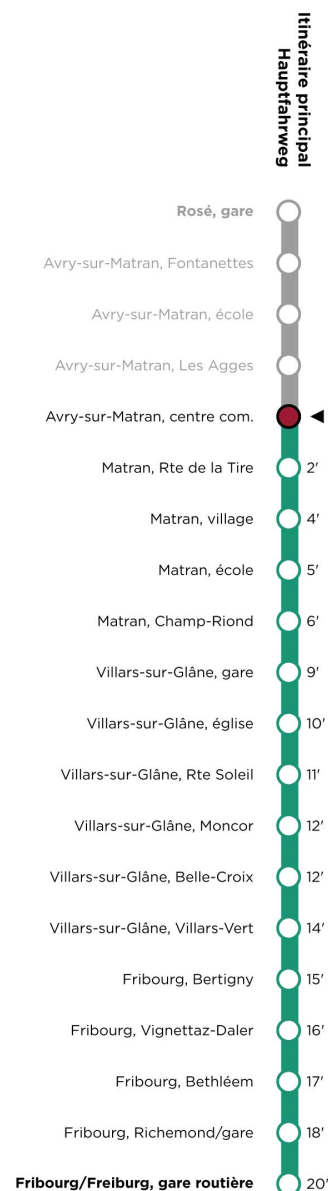 Itinéraire principal
Hauptfahrweg
Rosé, gare
Avry-sur-Matran, Fontanettes
Avry-sur-Matran, école
Avry-sur-Matran, Les Agges
Avry-sur-Matran, centre com.
Matran, Rte de la Tire 2'
Matran, village 4'
Matran, école 5'
Matran, Champ-Riond 6'
Villars-sur-Glâne, gare 9'
Villars-sur-Glâne, église 10'
Villars-sur-Glâne, Rte Soleil 11'
Villars-sur-Glâne, Moncor 12'
Villars-sur-Glâne, Belle-Croix 12'
Villars-sur-Glâne, Villars-Vert 14'
Fribourg, Bertigny 15'
Fribourg, Vignettaz-Daler 16'
Fribourg, Bethléem 17'
Fribourg, Richemond/gare 18'
Fribourg/Freiburg, gare routière 20'